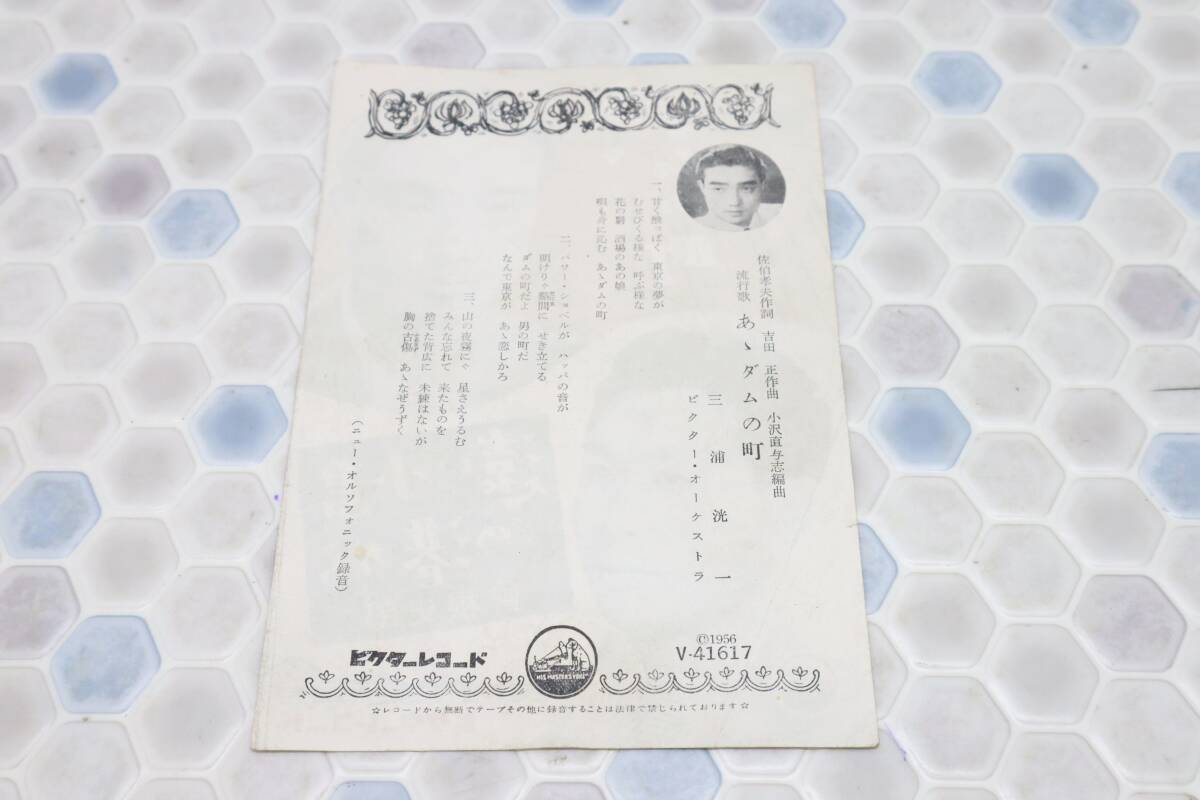 佐伯孝夫作詞 吉田 正作曲 小沢直与志編曲
流行歌 あゝダムの町
三浦洸一
ビクター・オーケストラ
一、甘く酸っぱく 東京の夢が
むせびくる様な 呼ぶ様な
花の翳 酒場のあの娘
唄も身に沁む あゝダムの町
二、パワー・ショベルが ハッパの音が
明けりゃ谿間に せき立てる
ダムの町だよ 男の町だ
なんで東京が あゝ恋しかろ
三、山の夜霧にゃ 星さえうるむ
みんな忘れて 来たものを
捨てた背広に 未練はないが
胸の古傷 あゝなぜうずく
(ニュー・オルソフォニック録音)
ビクターレコード
HIS MASTER'S VOICE
©1956
V-41617
☆レコードから無断でテープその他に録音することは法律で禁じられております☆